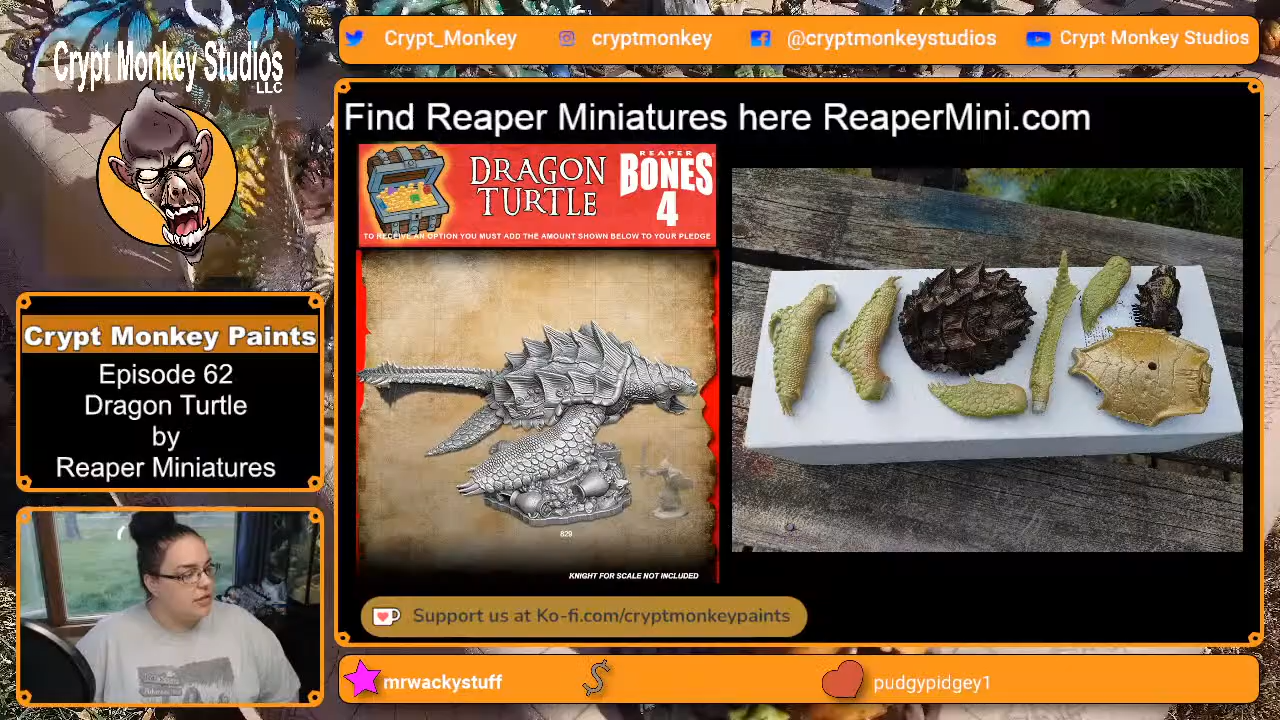 Crypt Monkey Studios
LLC
Crypt_Monkey
cryptmonkey
@cryptmonkeystudios
Crypt Monkey Studios
Find Reaper Miniatures here ReaperMini.com
DRAGON
TURTLE
REAPER
BONES
4
TO RECEIVE AN OPTION YOU MUST ADD THE AMOUNT SHOWN BELOW TO YOUR PLEDGE
829
KNIGHT FOR SCALE NOT INCLUDED
Crypt Monkey Paints
Episode 62
Dragon Turtle
by
Reaper Miniatures
Support us at Ko-fi.com/cryptmonkeypaints
mrwackystuff
$
pudgypidgey1